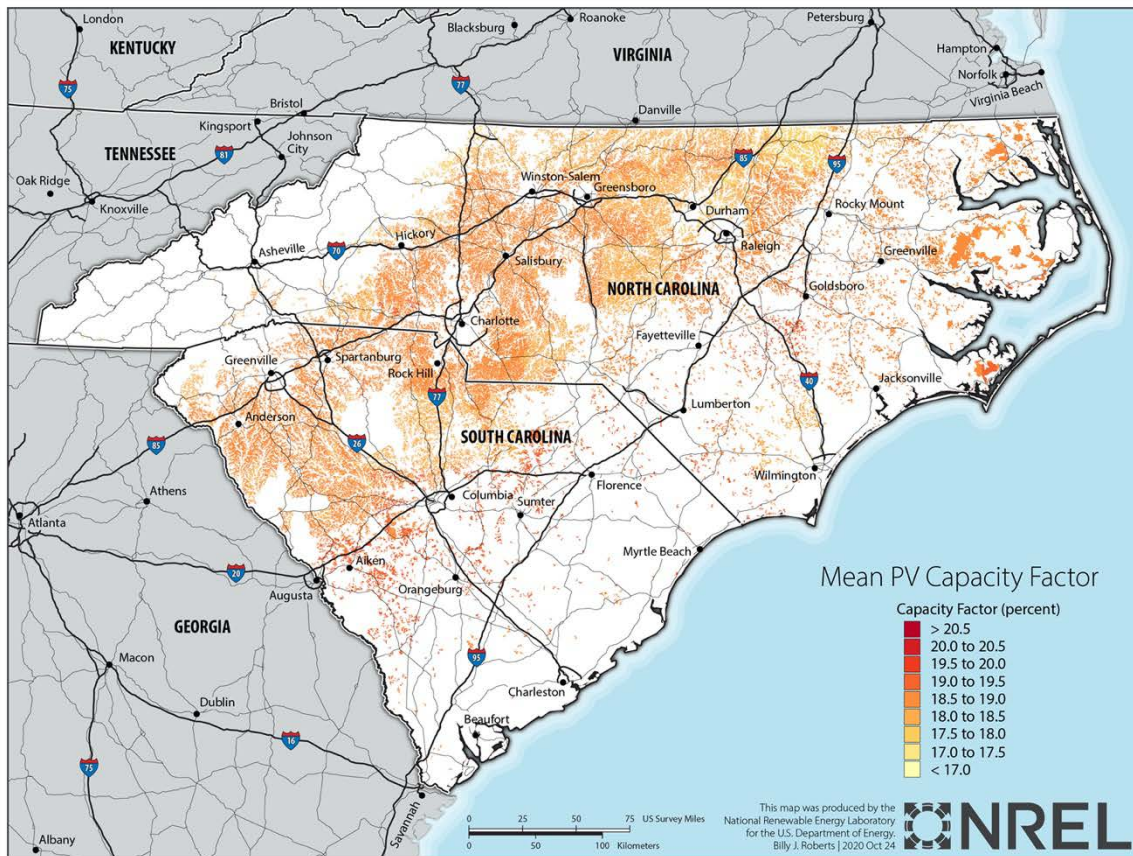 London
KENTUCKY
75
Blacksburg
Roanoke
VIRGINIA
Petersburg
Hampton
Norfolk
Virginia Beach
77
Danville
Bristol
Kingsport
Johnson
City
81
TENNESSEE
Oak Ridge
Knoxville
Winston-Salem
Greensboro
85
95
Durham
Rocky Mount
Raleigh
Asheville
70
Hickory
Salisbury
Greenville
NORTH CAROLINA
Goldsboro
Charlotte
Fayetteville
Greenville
Spartanburg
Rock Hill
Jacksonville
77
40
Anderson
Lumberton
85
26
SOUTH CAROLINA
Wilmington
Athens
Columbia
Florence
Sumter
Atlanta
Myrtle Beach
20
Aiken
Augusta
Orangeburg
GEORGIA
Macon
95
Charleston
Dublin
Beaufort
16
75
Savannah
Albany
Mean PV Capacity Factor
Capacity Factor (percent)
> 20.5
20.0 to 20.5
19.5 to 20.0
19.0 to 19.5
18.5 to 19.0
18.0 to 18.5
17.5 to 18.0
17.0 to 17.5
< 17.0
0 25 50 75 US Survey Miles
0 50 100 Kilometers
This map was produced by the
National Renewable Energy Laboratory
for the U.S. Department of Energy.
Billy J. Roberts | 2020 Oct 24
NREL